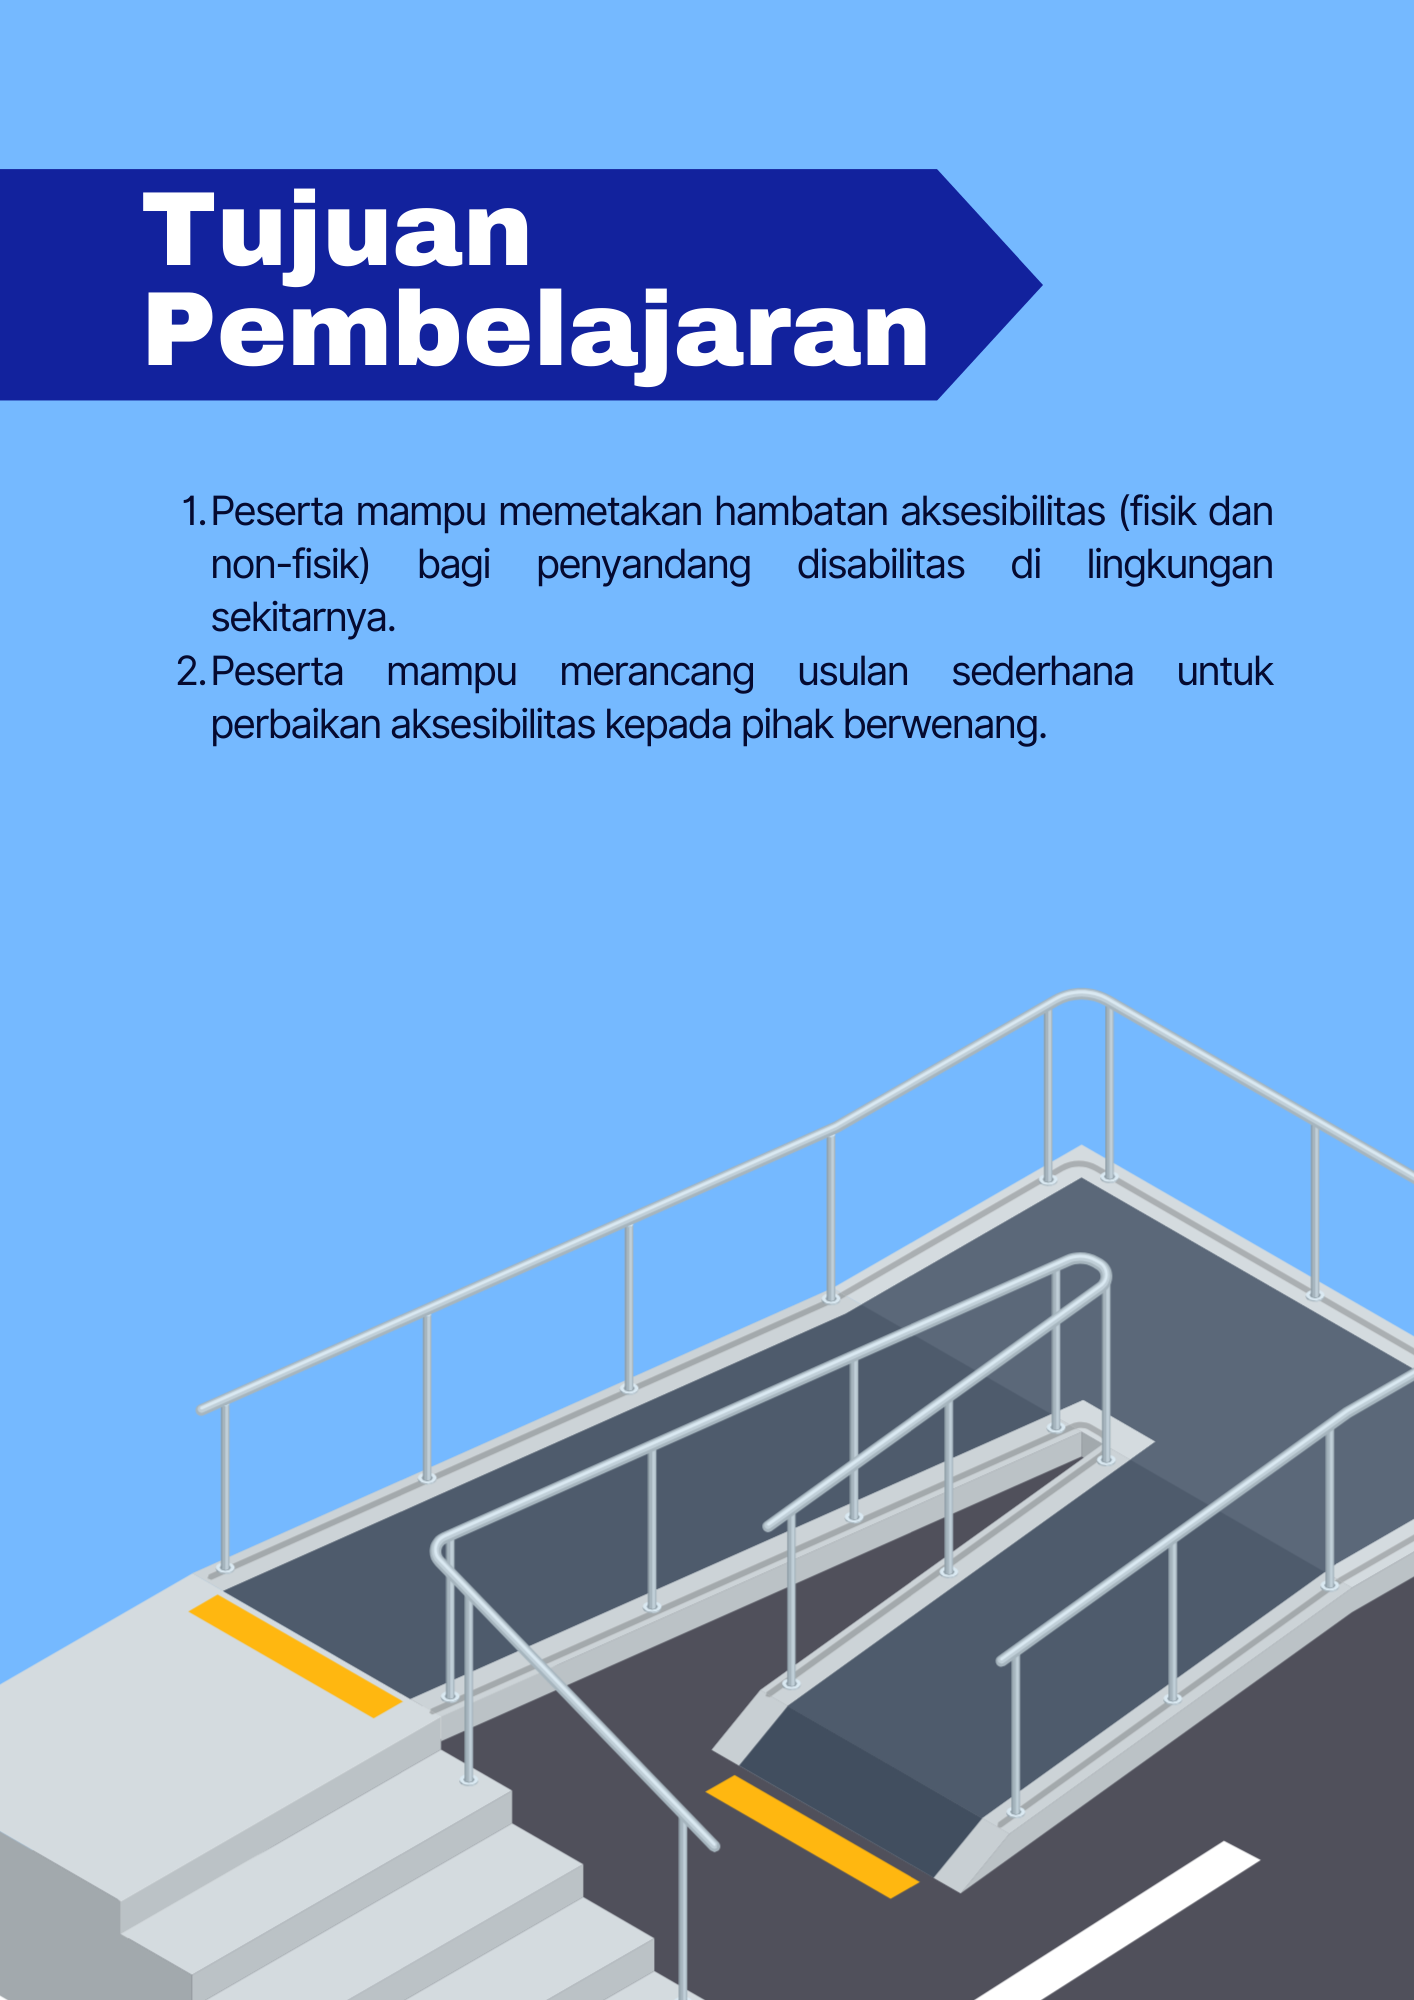 Tujuan
Pembelajaran
1. Peserta mampu memetakan hambatan aksesibilitas (fisik dan
non-fisik) bagi penyandang disabilitas di lingkungan
sekitarnya.
2. Peserta mampu merancang usulan sederhana untuk
perbaikan aksesibilitas kepada pihak berwenang.